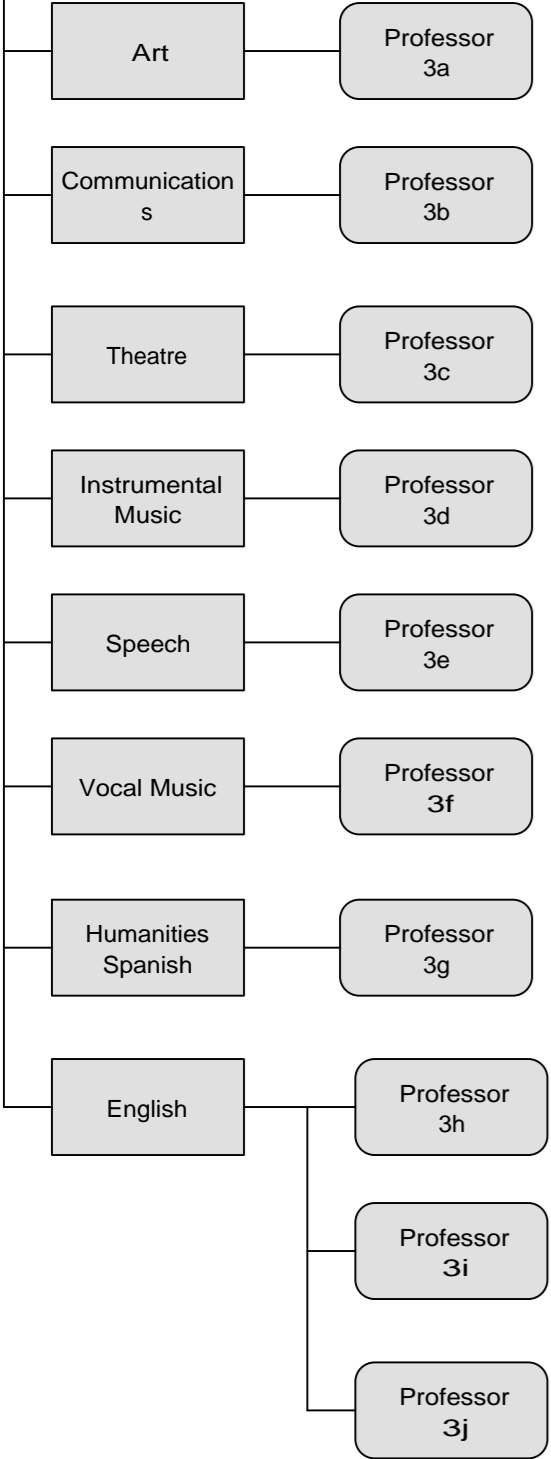 Art
Professor
3a
Communication
s
Professor
3b
Theatre
Professor
3c
Instrumental
Music
Professor
3d
Speech
Professor
3e
Vocal Music
Professor
3f
Humanities
Spanish
Professor
3g
English
Professor
3h
Professor
3i
Professor
3j